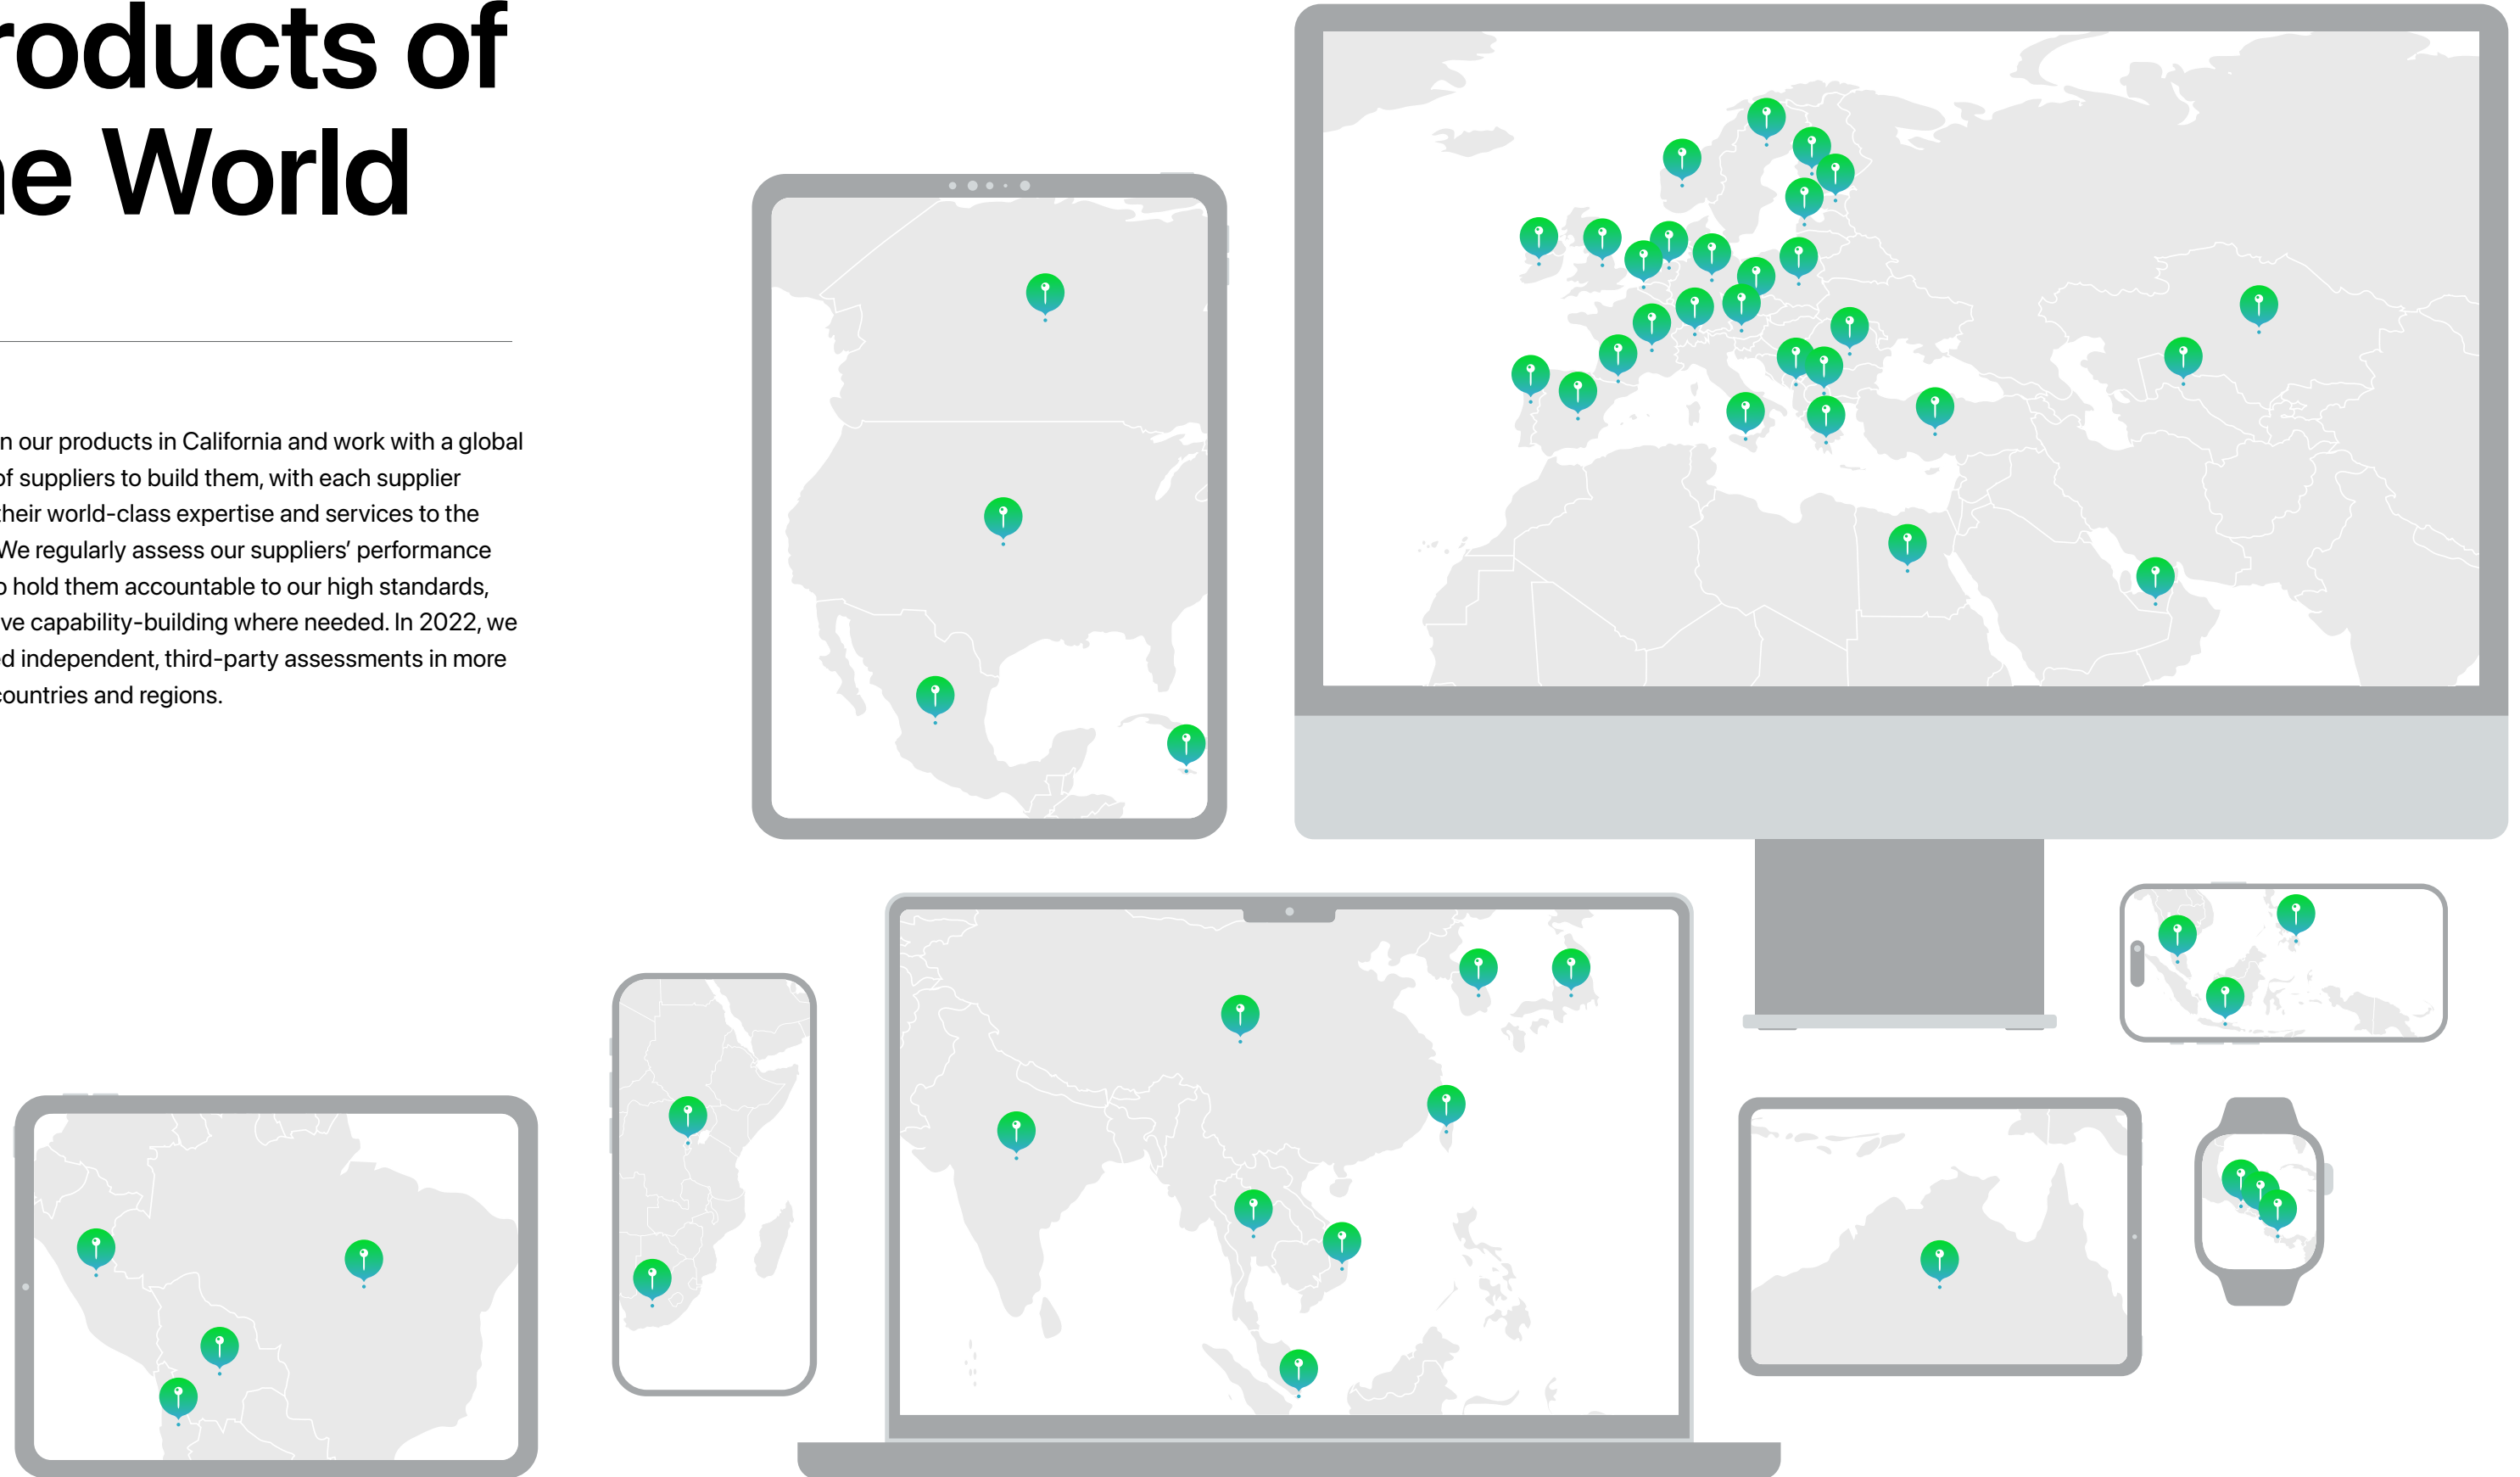 roducts of
e World
n our products in California and work with a global
of suppliers to build them, with each supplier
their world-class expertise and services to the
We regularly assess our suppliers’ performance
o hold them accountable to our high standards,
ve capability-building where needed. In 2022, we
d independent, third-party assessments in more
countries and regions.